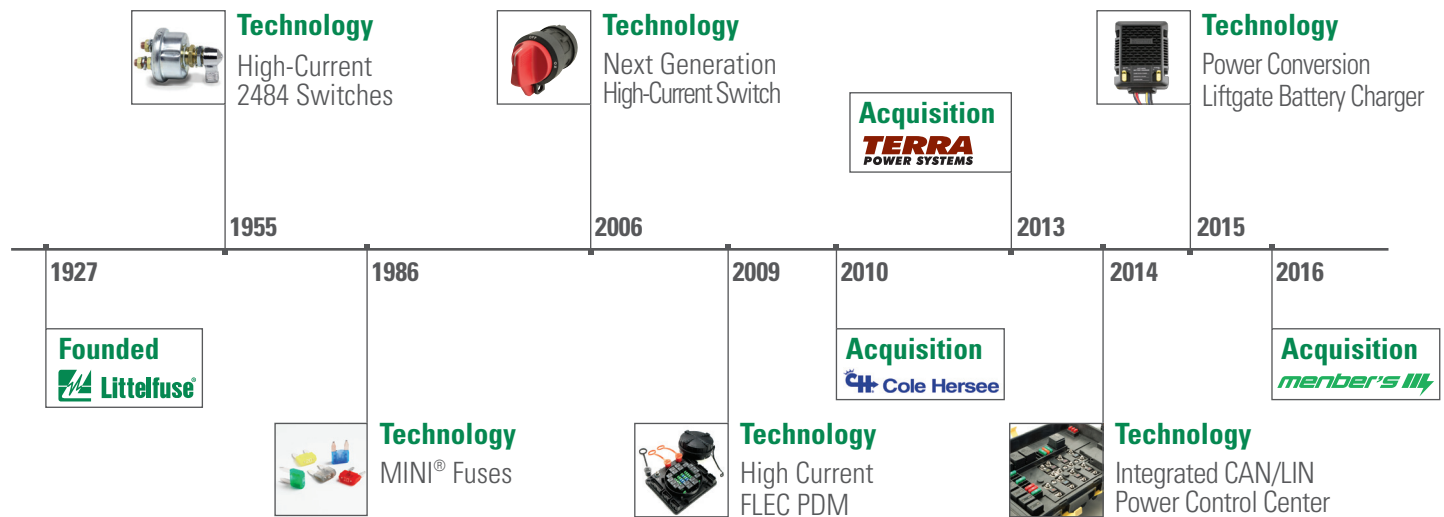 Technology
High-Current
2484 Switches
Technology
Next Generation
High-Current Switch
Acquisition
TERRA
POWER SYSTEMS
Technology
Power Conversion
Liftgate Battery Charger
1955
2006
2013
2015
1927
1986
2009
2010
2014
2016
Founded
Littelfuse®
Technology
MINI® Fuses
Technology
High Current
FLEC PDM
Acquisition
CH Cole Hersee
Technology
Integrated CAN/LIN
Power Control Center
Acquisition
menber's